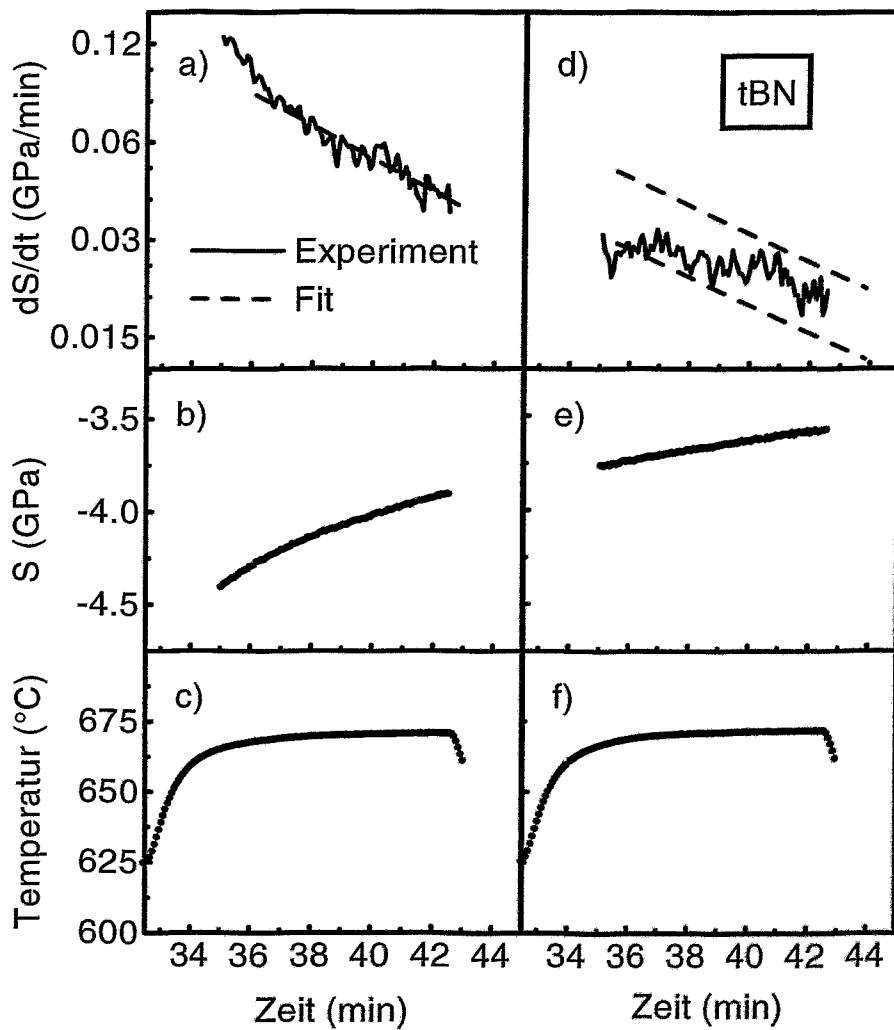 a)
d)
tBN
0.12
0.06
0.03
0.015
dS/dt (GPa/min)
Experiment
Fit
b)
e)
-3.5
-4.0
-4.5
S (GPa)
c)
f)
675
650
625
600
Temperatur (°C)
34 36 38 40 42 44
34 36 38 40 42 44
Zeit (min)
Zeit (min)